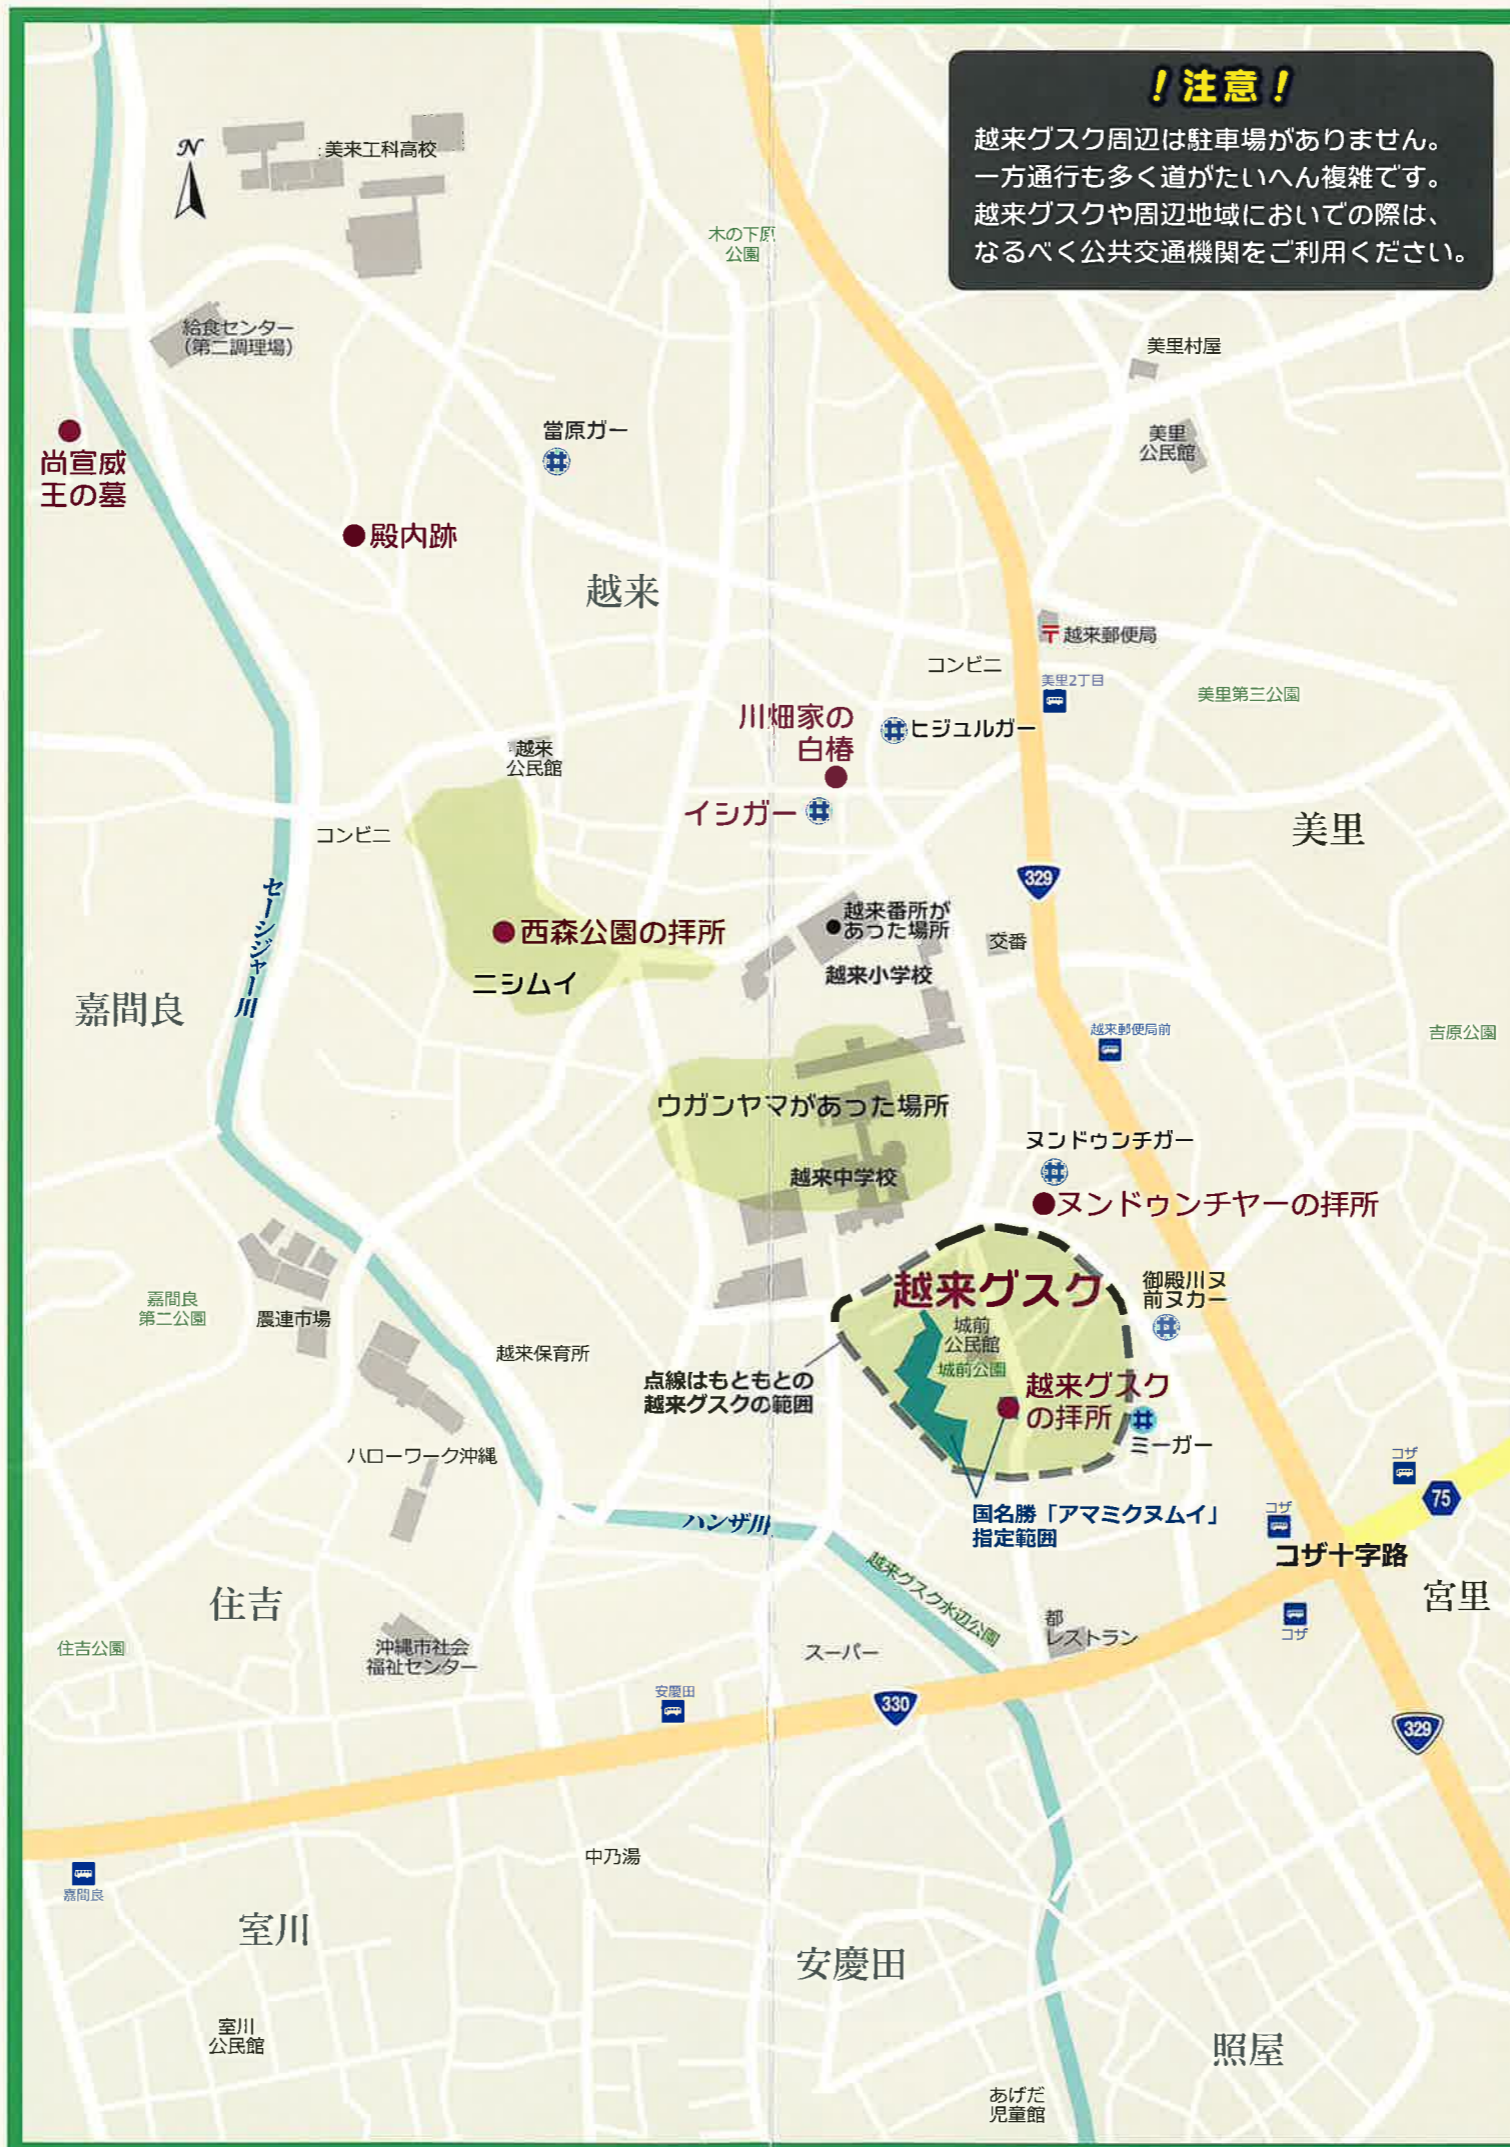 ！注意！
越来グスク周辺は駐車場がありません。
一方通行も多く道がたいへん複雑です。
越来グスクや周辺地域においでの際は、
なるべく公共交通機関をご利用ください。
N
美来工科高校
木の下原
公園
給食センター
（第二調理場）
美里村屋
美里
公民館
尚宣威
王の墓
當原ガー
殿内跡
越来
〒越来郵便局
コンビニ
美里2丁目
美里第三公園
川畑家の
白椿
ヒジュルガー
越来
公民館
イシガー
コンビニ
美里
329
セーシジャー川
越来番所が
あった場所
西森公園の拝所
交番
ニシムイ
越来小学校
嘉間良
越来郵便局前
吉原公園
ウガンヤマがあった場所
ヌンドゥンチガー
越来中学校
ヌンドゥンチヤーの拝所
越来グスク
御殿川ヌ
前ヌカー
嘉間良
第二公園
農連市場
城前
公民館
越来保育所
城前公園
点線はもともとの
越来グスクの範囲
越来グスク
の拝所
ミーガー
ハローワーク沖縄
コザ
75
国名勝「アマミクヌムイ」
指定範囲
コザ
ハンザ川
コザ十字路
越来グスク水辺公園
住吉
宮里
都
レストラン
コザ
住吉公園
沖縄市社会
福祉センター
スーパー
安慶田
330
329
中乃湯
嘉間良
室川
安慶田
室川
公民館
照屋
あげだ
児童館